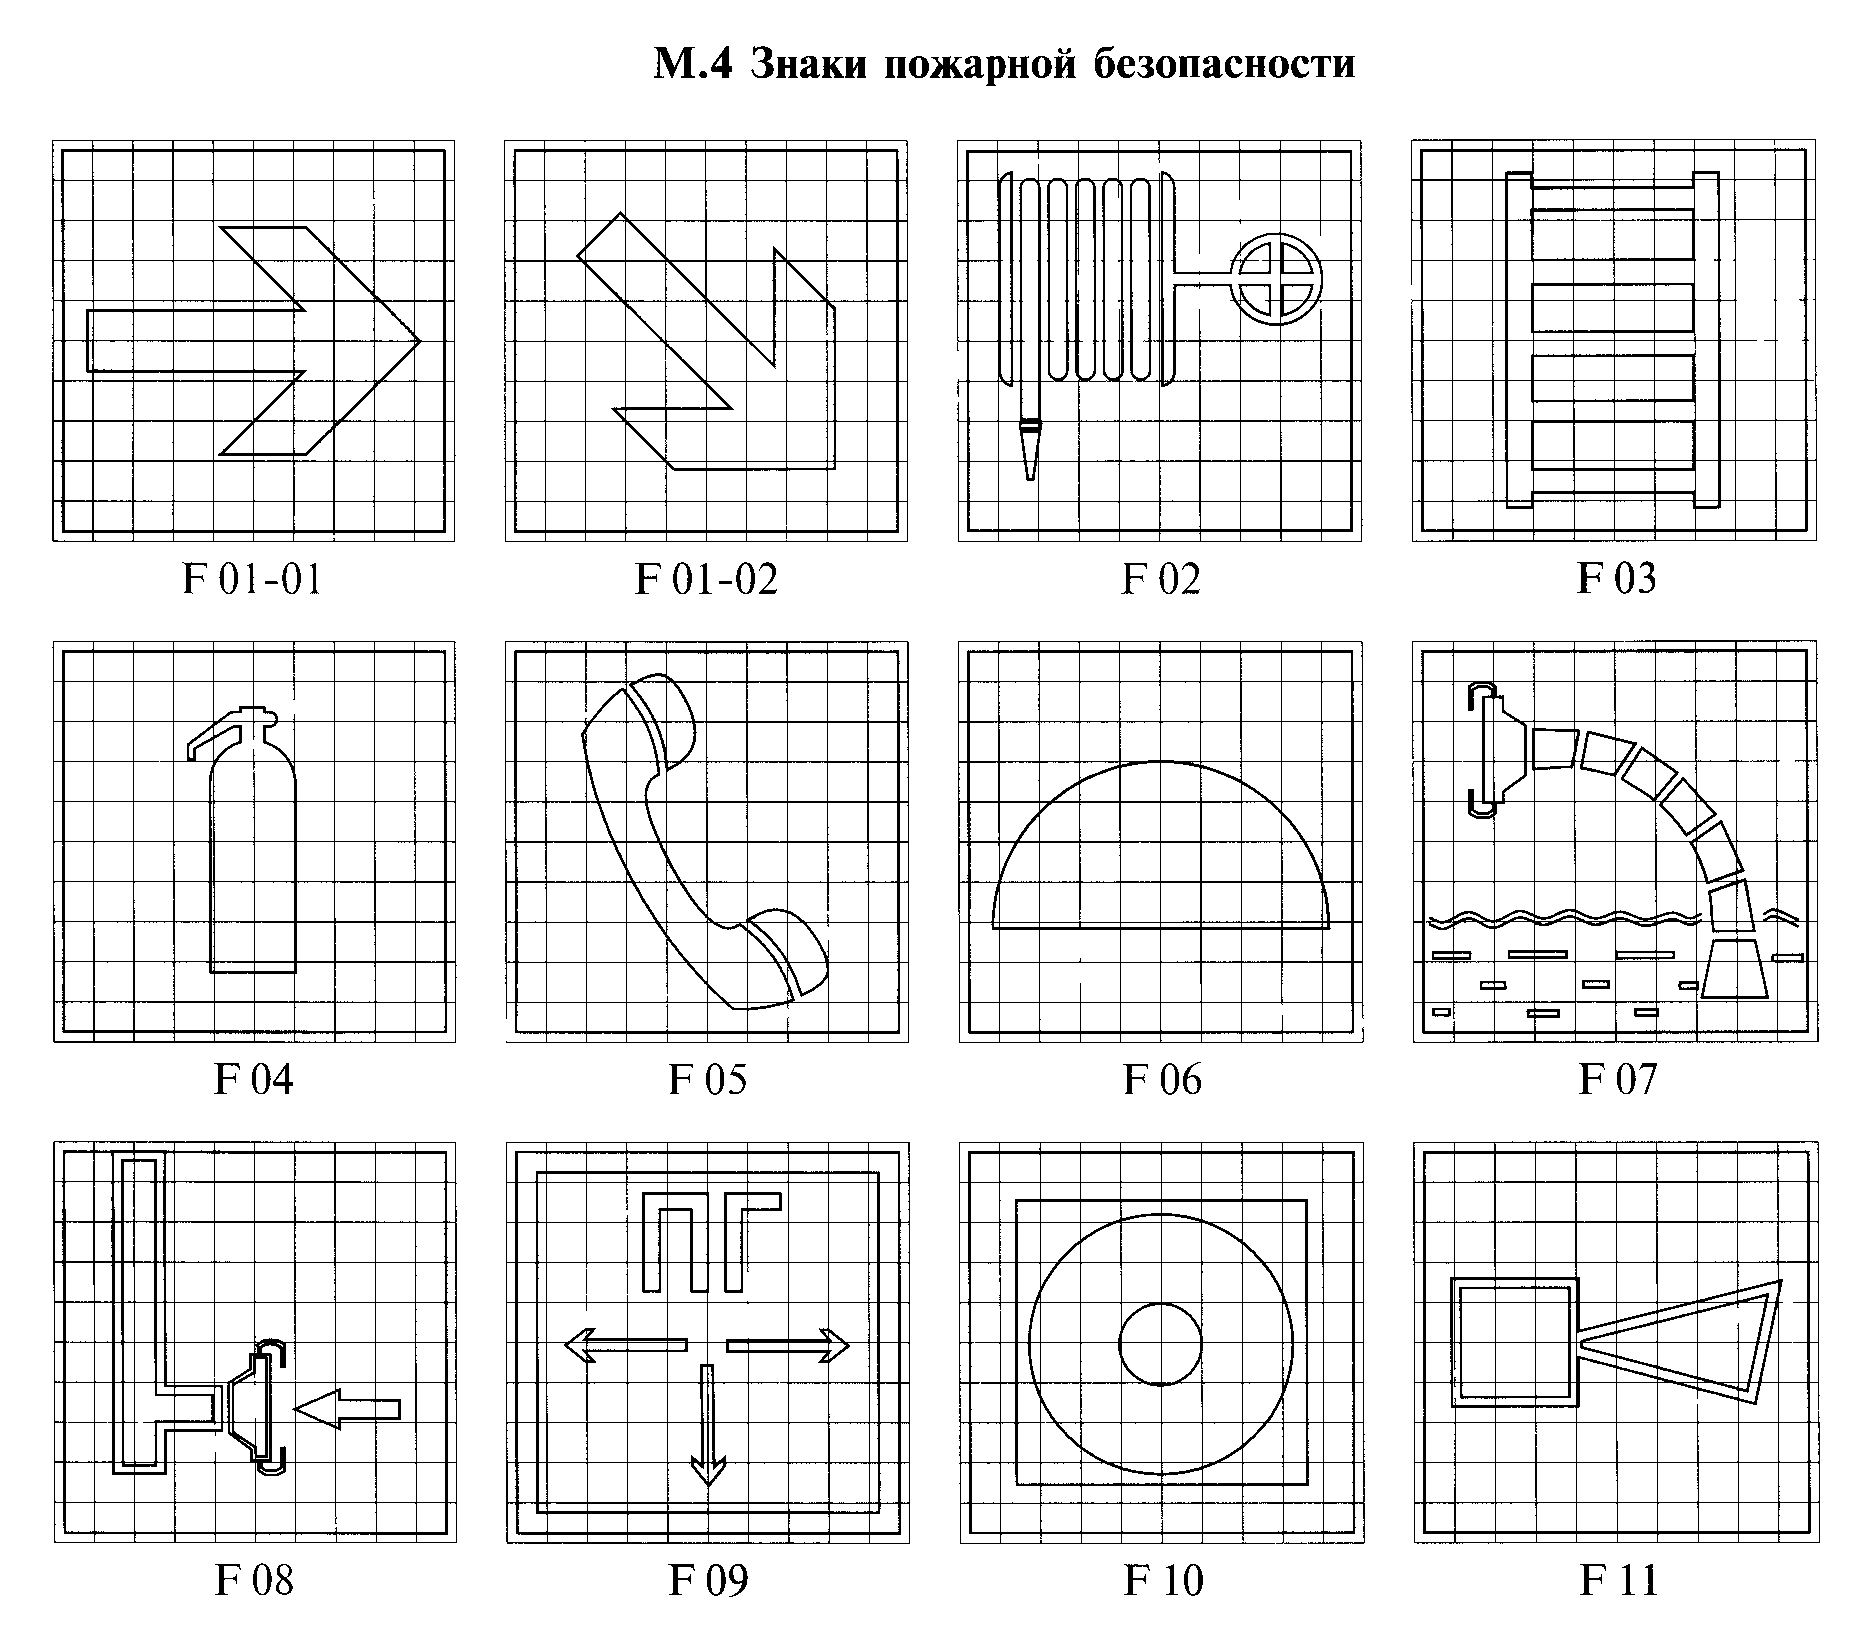 М.4 Знаки пожарной безопасности
F 01-01 F 01-02 F 02 F 03
F 04 F 05 F 06 F 07
ПГ
F 08 F 09 F 10 F 11